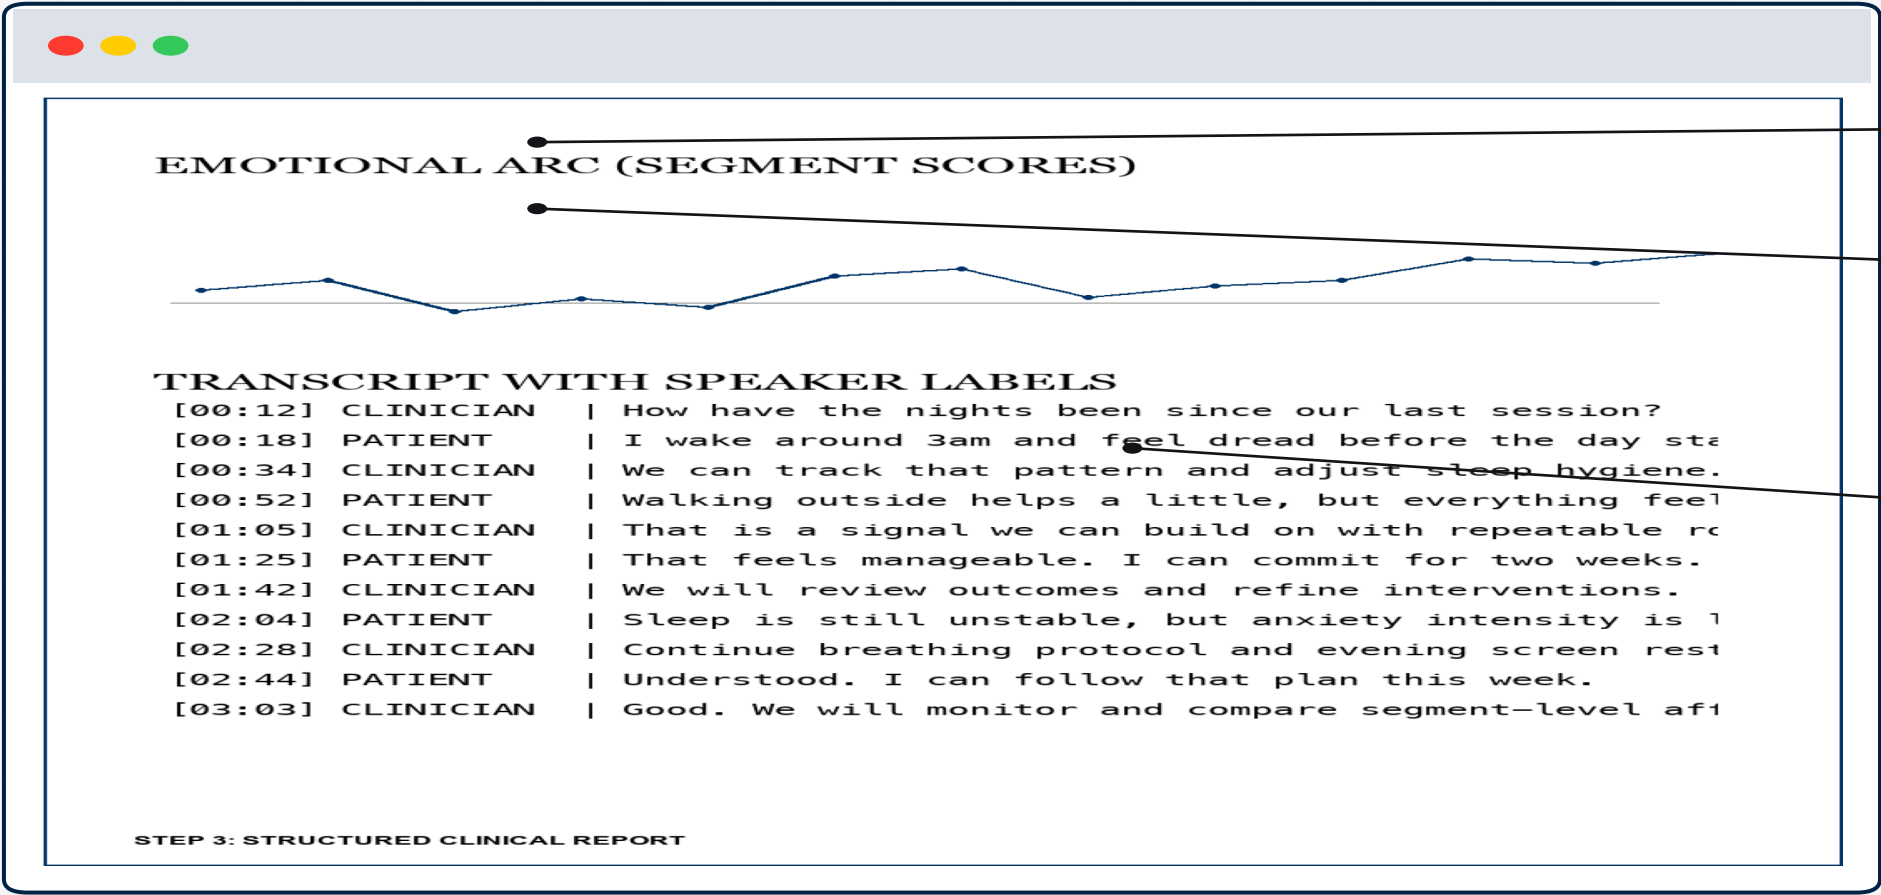 EMOTIONAL ARC (SEGMENT SCORES)
TRANSCRIPT WITH SPEAKER LABELS
[00:12] CLINICIAN | How have the nights been since our last session?
[00:18] PATIENT | I wake around 3am and feel dread before the day
[00:34] CLINICIAN | We can track that pattern and adjust sleep hygiene.
[00:52] PATIENT | Walking outside helps a little, but everything
[01:05] CLINICIAN | That is a signal we can build on with repeatable
[01:25] PATIENT | That feels manageable. I can commit for two weeks.
[01:42] CLINICIAN | We will review outcomes and refine interventions.
[02:04] PATIENT | Sleep is still unstable, but anxiety intensity is
[02:28] CLINICIAN | Continue breathing protocol and evening screen
[02:44] PATIENT | Understood. I can follow that plan this week.
[03:03] CLINICIAN | Good. We will monitor and compare segment–level
STEP 3: STRUCTURED CLINICAL REPORT